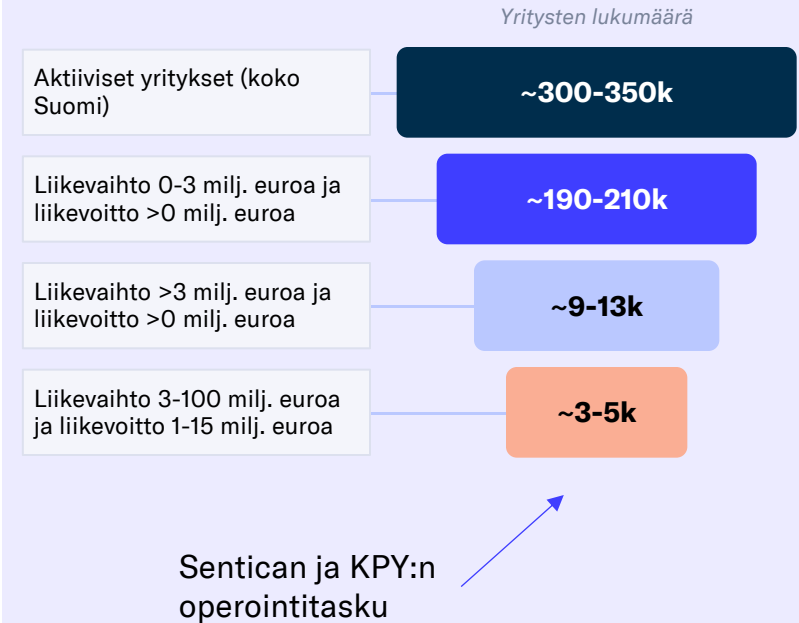 Yritysten lukumäärä
Aktiiviset yritykset (koko
Suomi)
~300-350k
Liikevaihto 0-3 milj. euroa ja
liikevoitto >0 milj. euroa
~190-210k
Liikevaihto >3 milj. euroa ja
liikevoitto >0 milj. euroa
~9-13k
Liikevaihto 3-100 milj. euroa
ja liikevoitto 1-15 milj. euroa
~3-5k
Sentican ja KPY:n
operointitasku